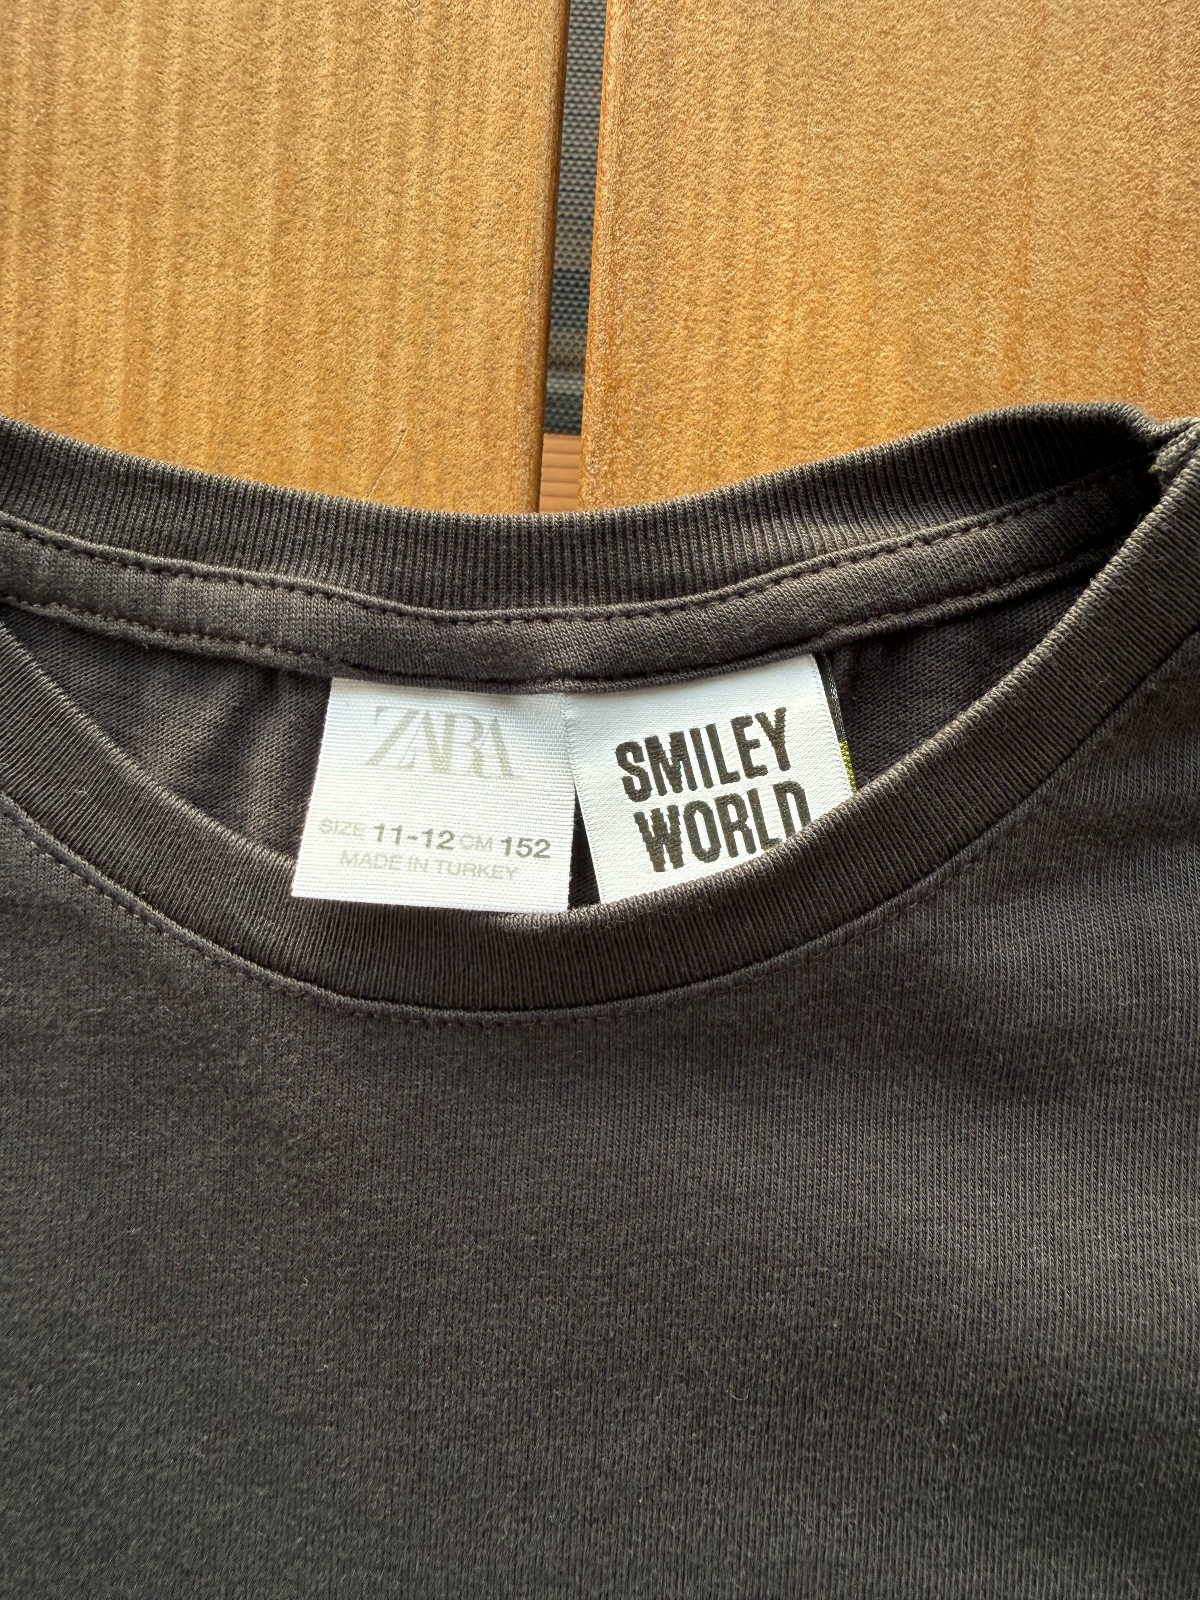 ZARA
SIZE 11-12 CM 152
MADE IN TURKEY
SMILEY
WORLD